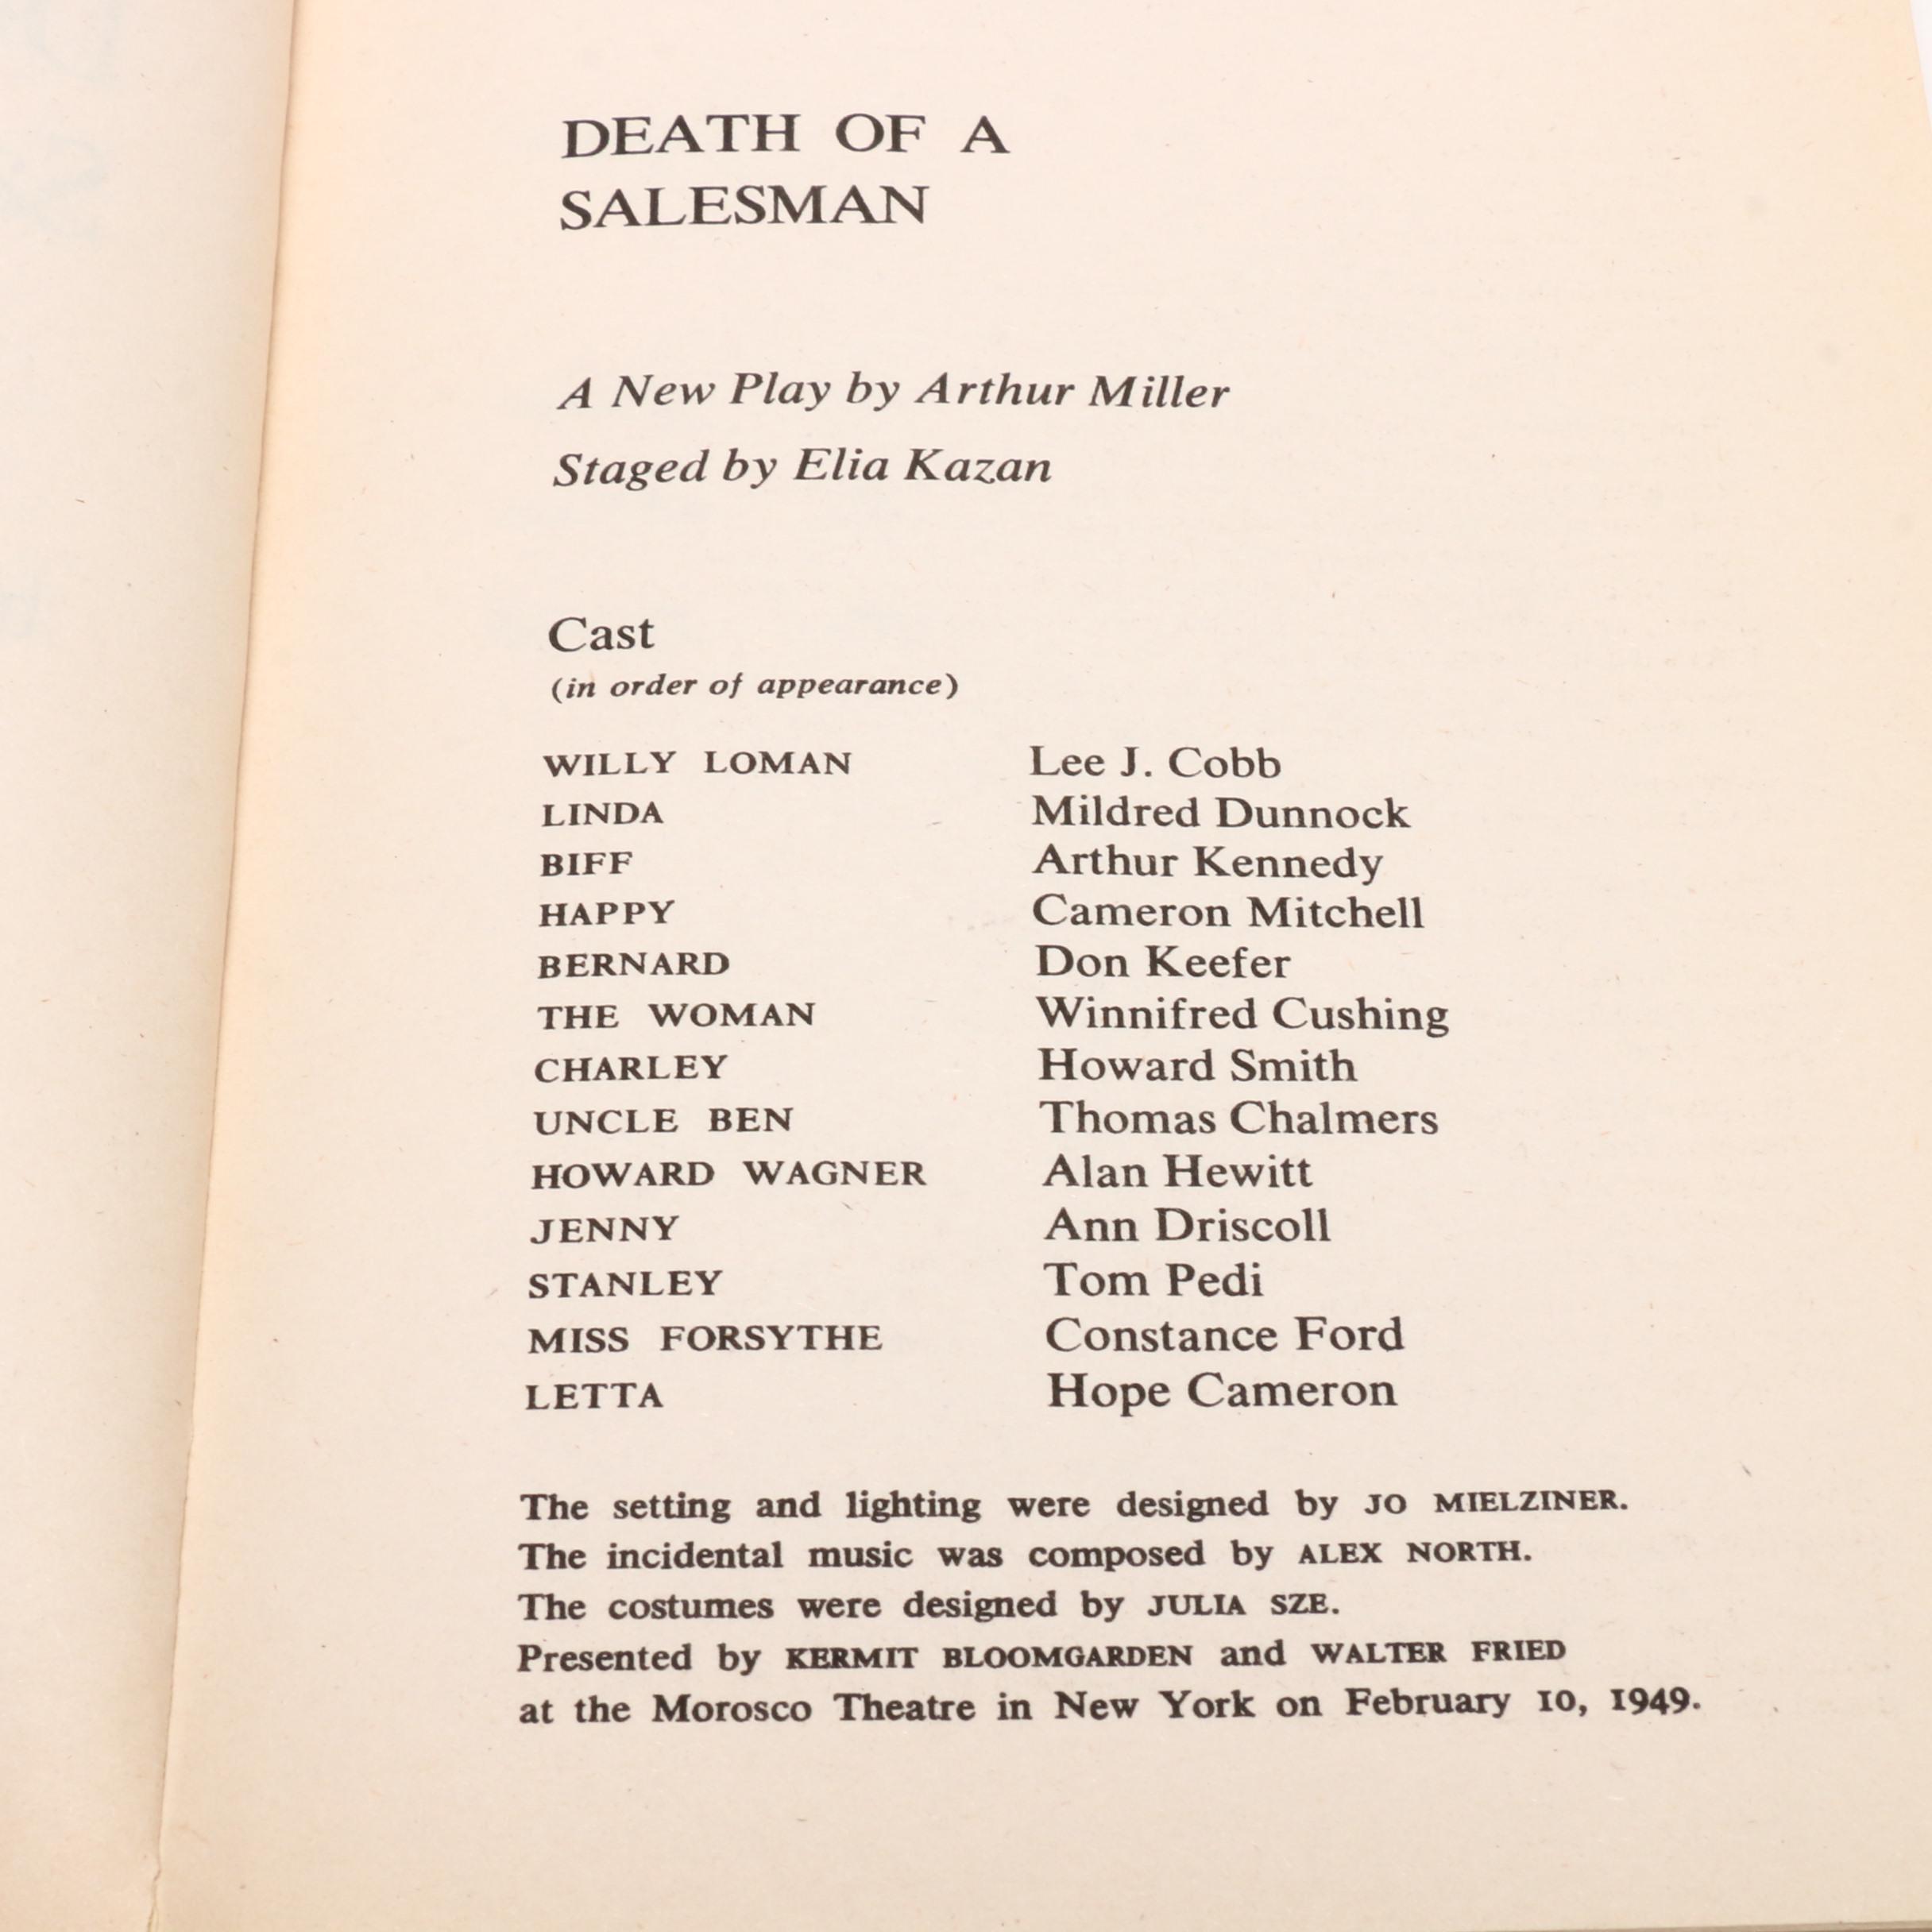 DEATH OF A
SALESMAN
A New Play by Arthur Miller
Staged by Elia Kazan
Cast
(in order of appearance)
WILLY LOMAN Lee J. Cobb
LINDA Mildred Dunnock
BIFF Arthur Kennedy
HAPPY Cameron Mitchell
BERNARD Don Keefer
THE WOMAN Winnifred Cushing
CHARLEY Howard Smith
UNCLE BEN Thomas Chalmers
HOWARD WAGNER Alan Hewitt
JENNY Ann Driscoll
STANLEY Tom Pedi
MISS FORSYTHE Constance Ford
LETTA Hope Cameron
The setting and lighting were designed by JO MIELZINER.
The incidental music was composed by ALEX NORTH.
The costumes were designed by JULIA SZE.
Presented by KERMIT BLOOMGARDEN and WALTER FRIED
at the Morosco Theatre in New York on February 10, 1949.